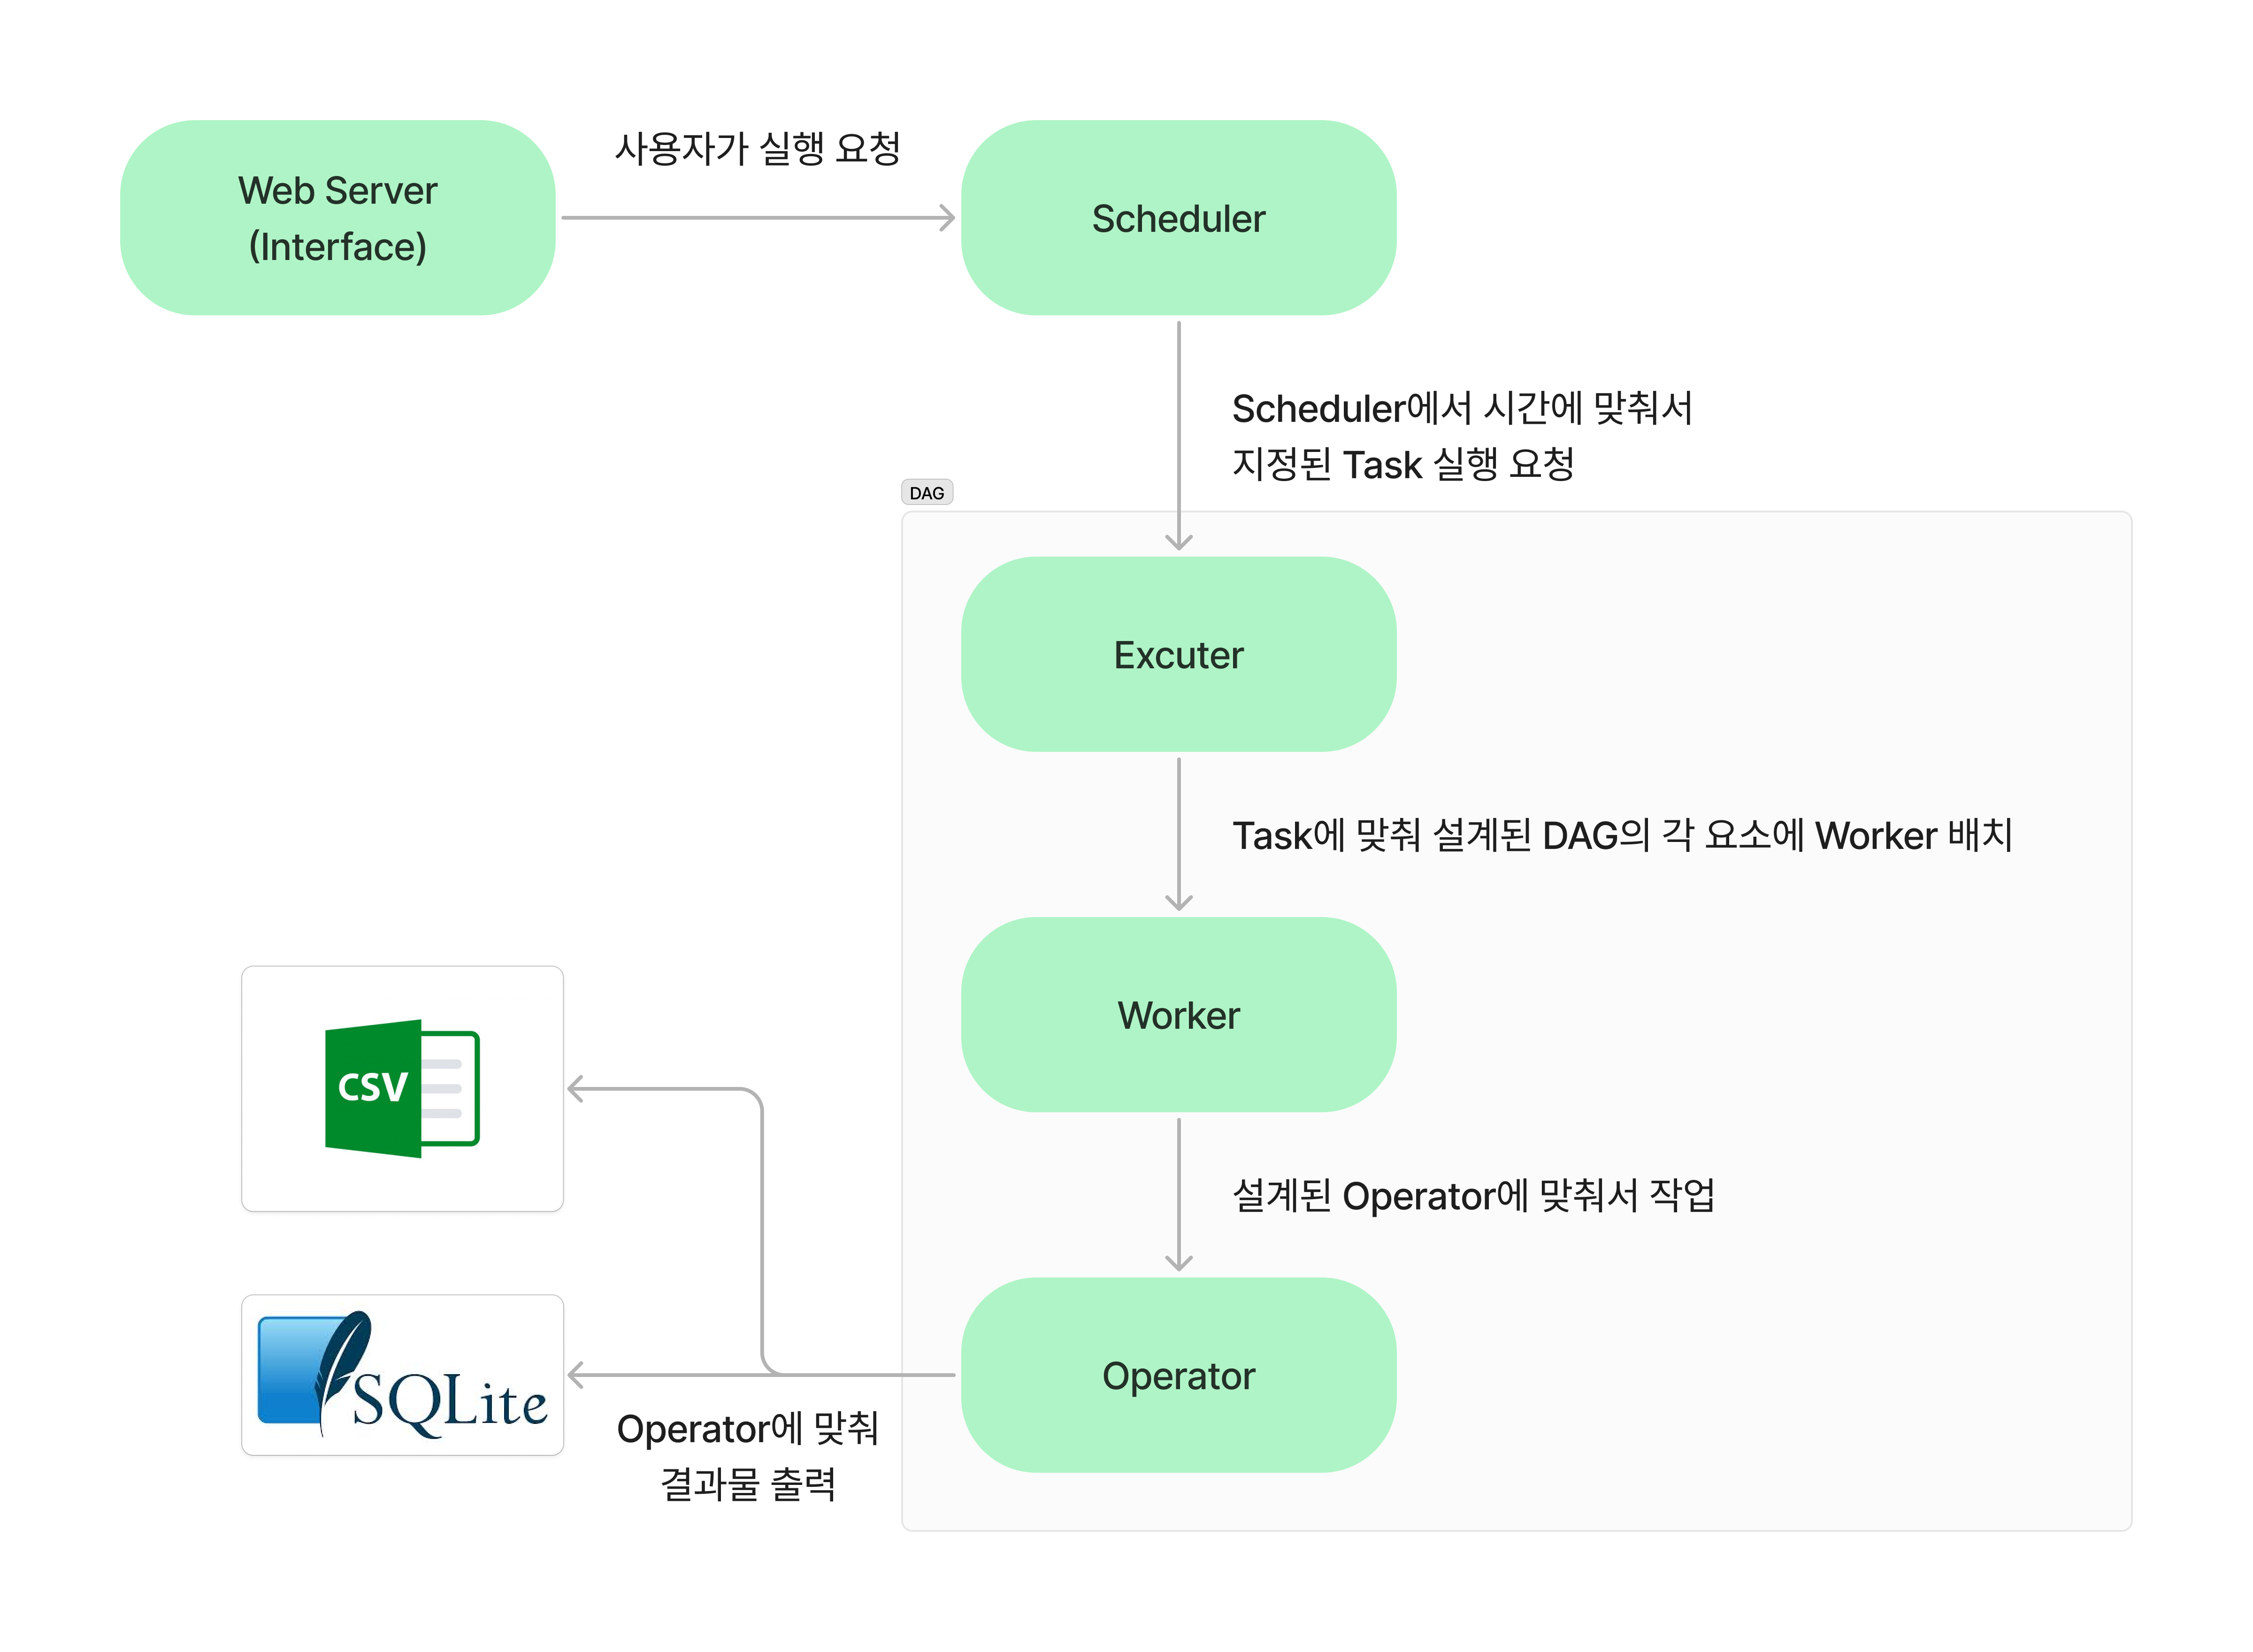 Web Server
(Interface)
사용자가 실행 요청
Scheduler
Scheduler에서 시간에 맞춰서
지정된 Task 실행 요청
DAG
Excuter
Task에 맞춰 설계된 DAG의 각 요소에 Worker 배치
Worker
설계된 Operator에 맞춰서 작업
Operator
CSV
SQLite
Operator에 맞춰
결과물 출력